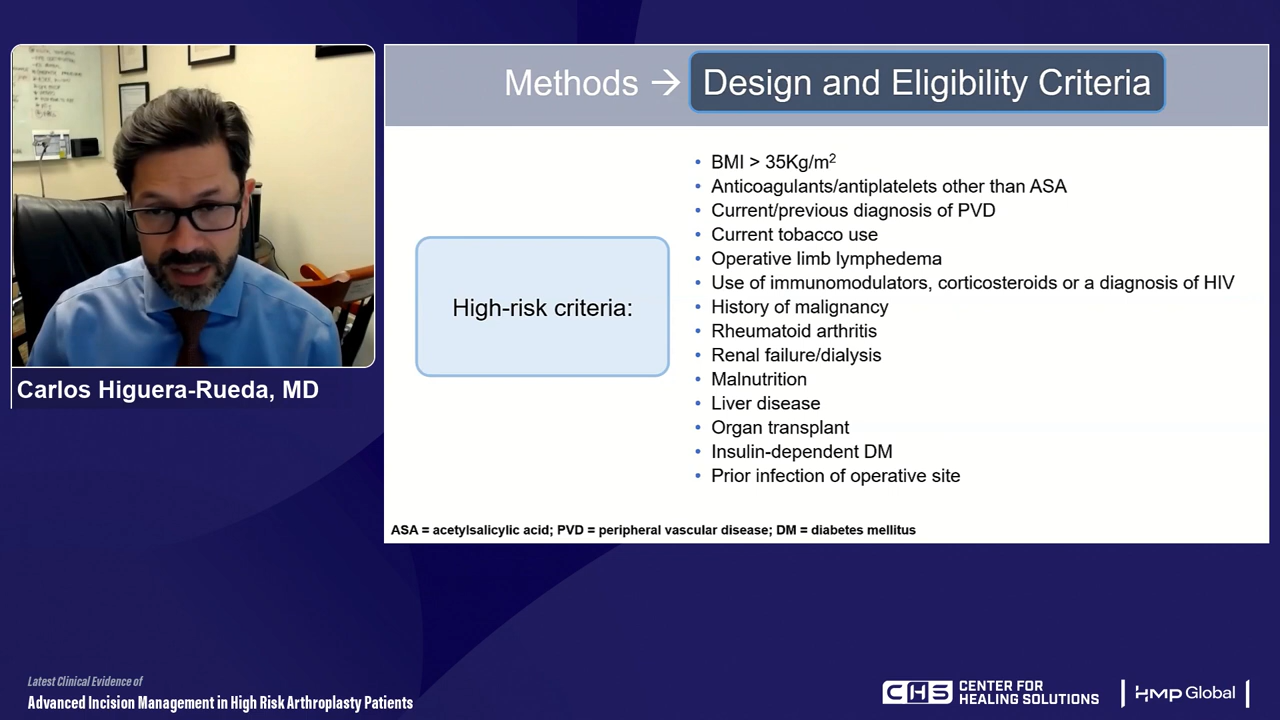 Methods → Design and Eligibility Criteria
High-risk criteria:
• BMI > 35Kg/m²
• Anticoagulants/antiplatelets other than ASA
• Current/previous diagnosis of PVD
• Current tobacco use
• Operative limb lymphedema
• Use of immunomodulators, corticosteroids or a diagnosis of HIV
• History of malignancy
• Rheumatoid arthritis
• Renal failure/dialysis
• Malnutrition
• Liver disease
• Organ transplant
• Insulin-dependent DM
• Prior infection of operative site
ASA = acetylsalicylic acid; PVD = peripheral vascular disease; DM = diabetes mellitus
Carlos Higuera-Rueda, MD
Latest Clinical Evidence of
Advanced Incision Management in High Risk Arthroplasty Patients
CHS CENTER FOR
HEALING SOLUTIONS
HMP Global